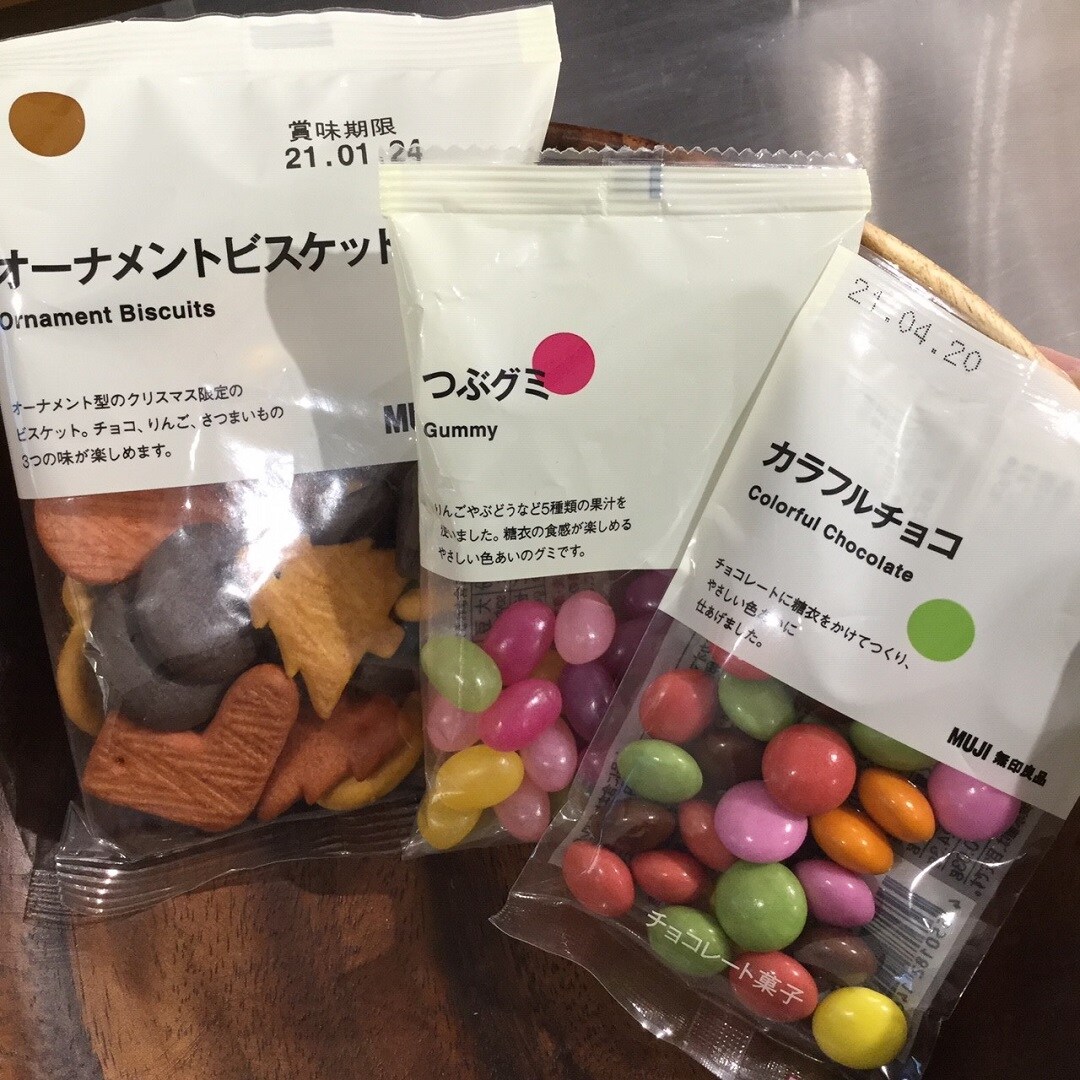 賞味期限
21.01.24
オーナメントビスケット
Ornament Biscuits
オーナメント型のクリスマス限定の
ビスケット。チョコ、りんご、さつまいもの
3つの味が楽しめます。
つぶグミ
Gummy
りんごやぶどうなど5種類の果汁を
使いました。糖衣の食感が楽しめる
やさしい色あいのグミです。
21.04.20
カラフルチョコ
Colorful Chocolate
チョコレートに糖衣をかけてつくり、
やさしい色あいに
仕あげました。
MUJI 無印良品
チョコレート菓子